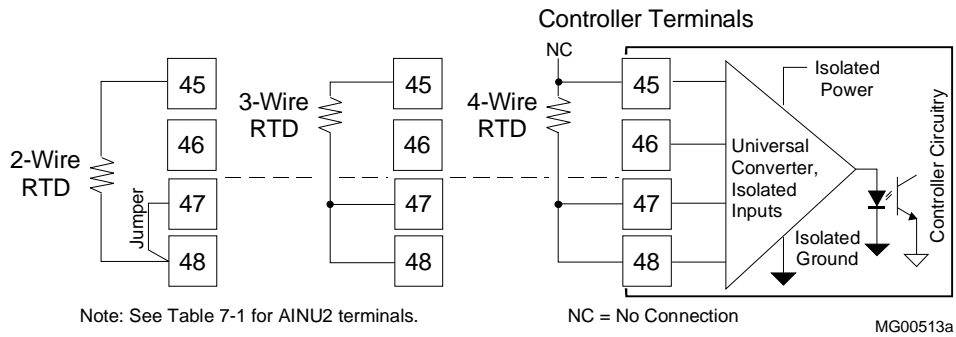 Controller Terminals
NC
2-Wire
RTD
Jumper
45
46
47
48
3-Wire
RTD
45
46
47
48
4-Wire
RTD
45
46
47
48
Isolated
Power
Universal
Converter,
Isolated
Inputs
Isolated
Ground
Controller Circuitry
Note: See Table 7-1 for AINU2 terminals.
NC = No Connection
MG00513a